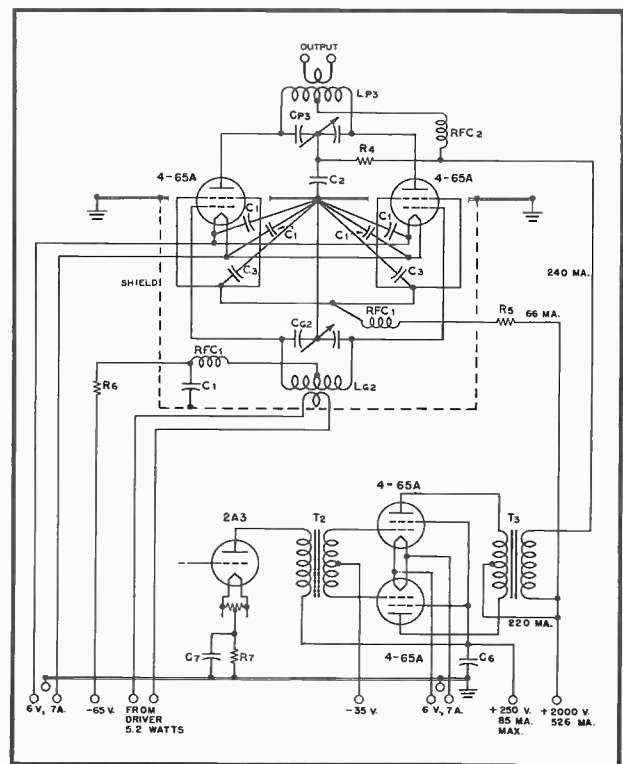 OUTPUT
LP3
CP3
RFC2
R4
4-65A
4-65A
C2
C1
C1
C1
C1
C3
C3
240 MA.
SHIELD
RFC1
R5
66 MA.
CG2
RFC1
R6
C1
LG2
4-65A
2A3
T2
T3
220 MA.
4-65A
C7
R7
C6
6 V, 7A.
-65 V.
FROM
DRIVER
5.2 WATTS
-35 V.
6 V, 7A.
+250 V.
85 MA.
MAX.
+2000 V.
526 MA.